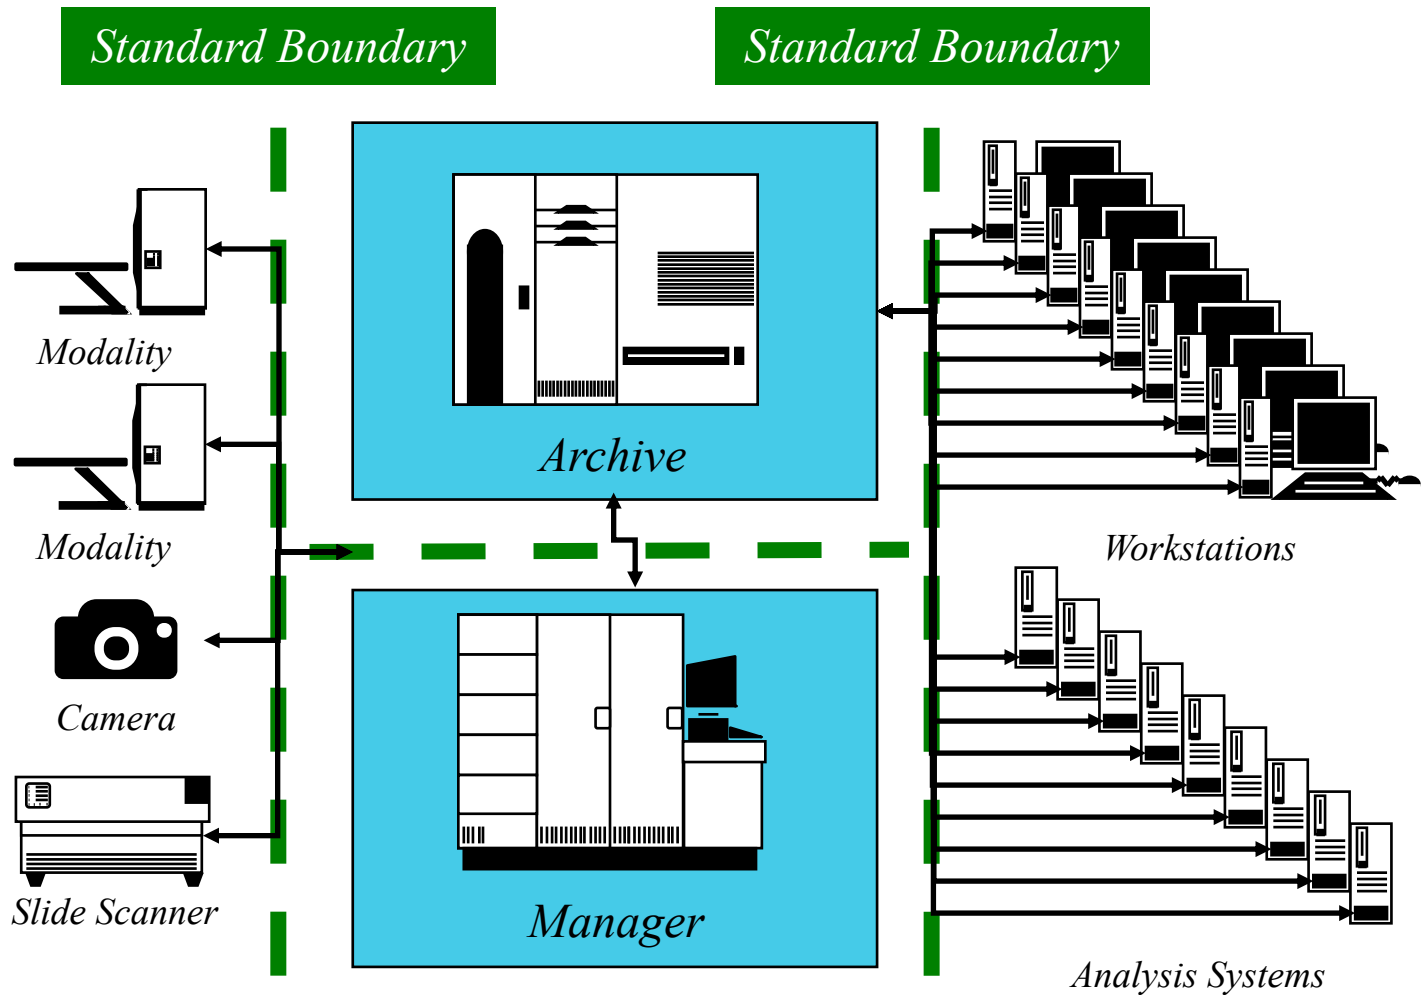 Standard Boundary
Standard Boundary
Modality
Modality
Camera
Slide Scanner
Archive
Manager
Workstations
Analysis Systems